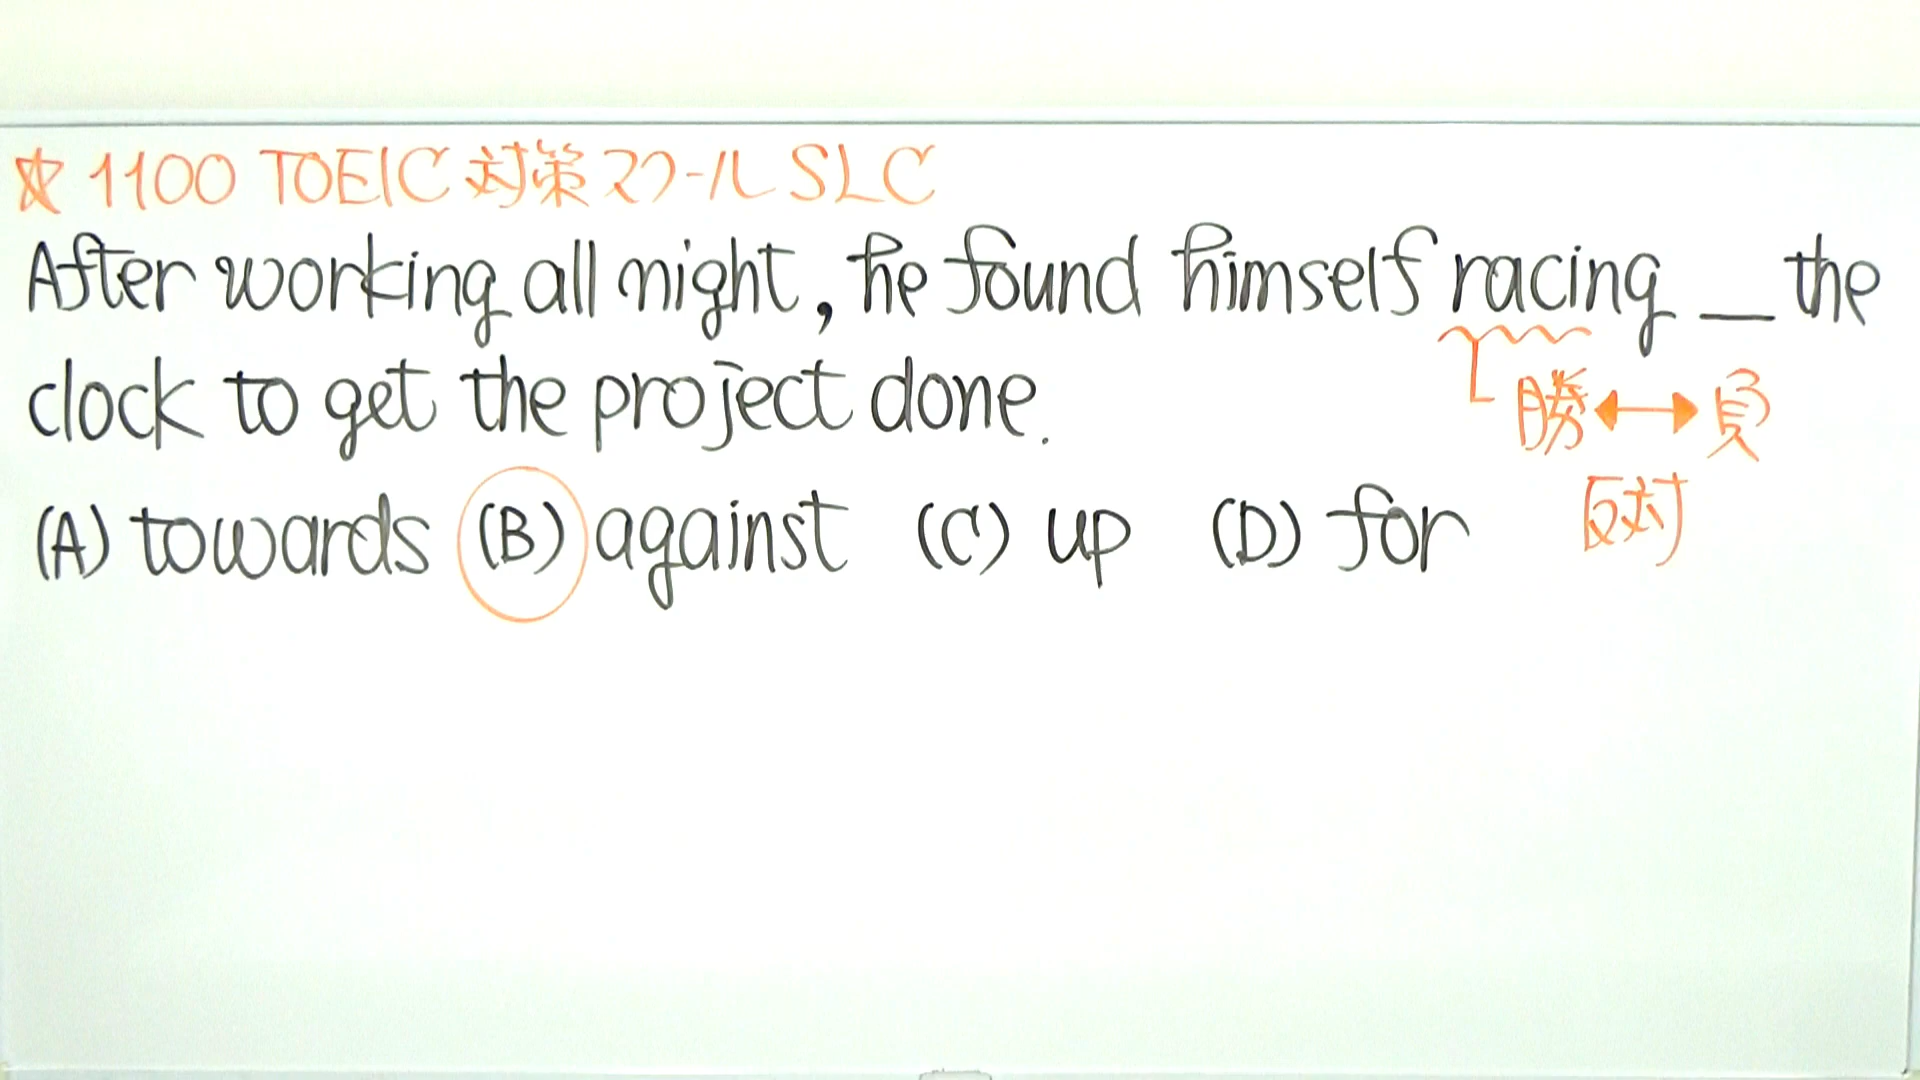 ☆ 1100 TOEIC 対策スクール SLC
After working all night, he found himself racing __ the
clock to get the project done.
勝↔負
(A) towards (B) against (C) up (D) for
反対